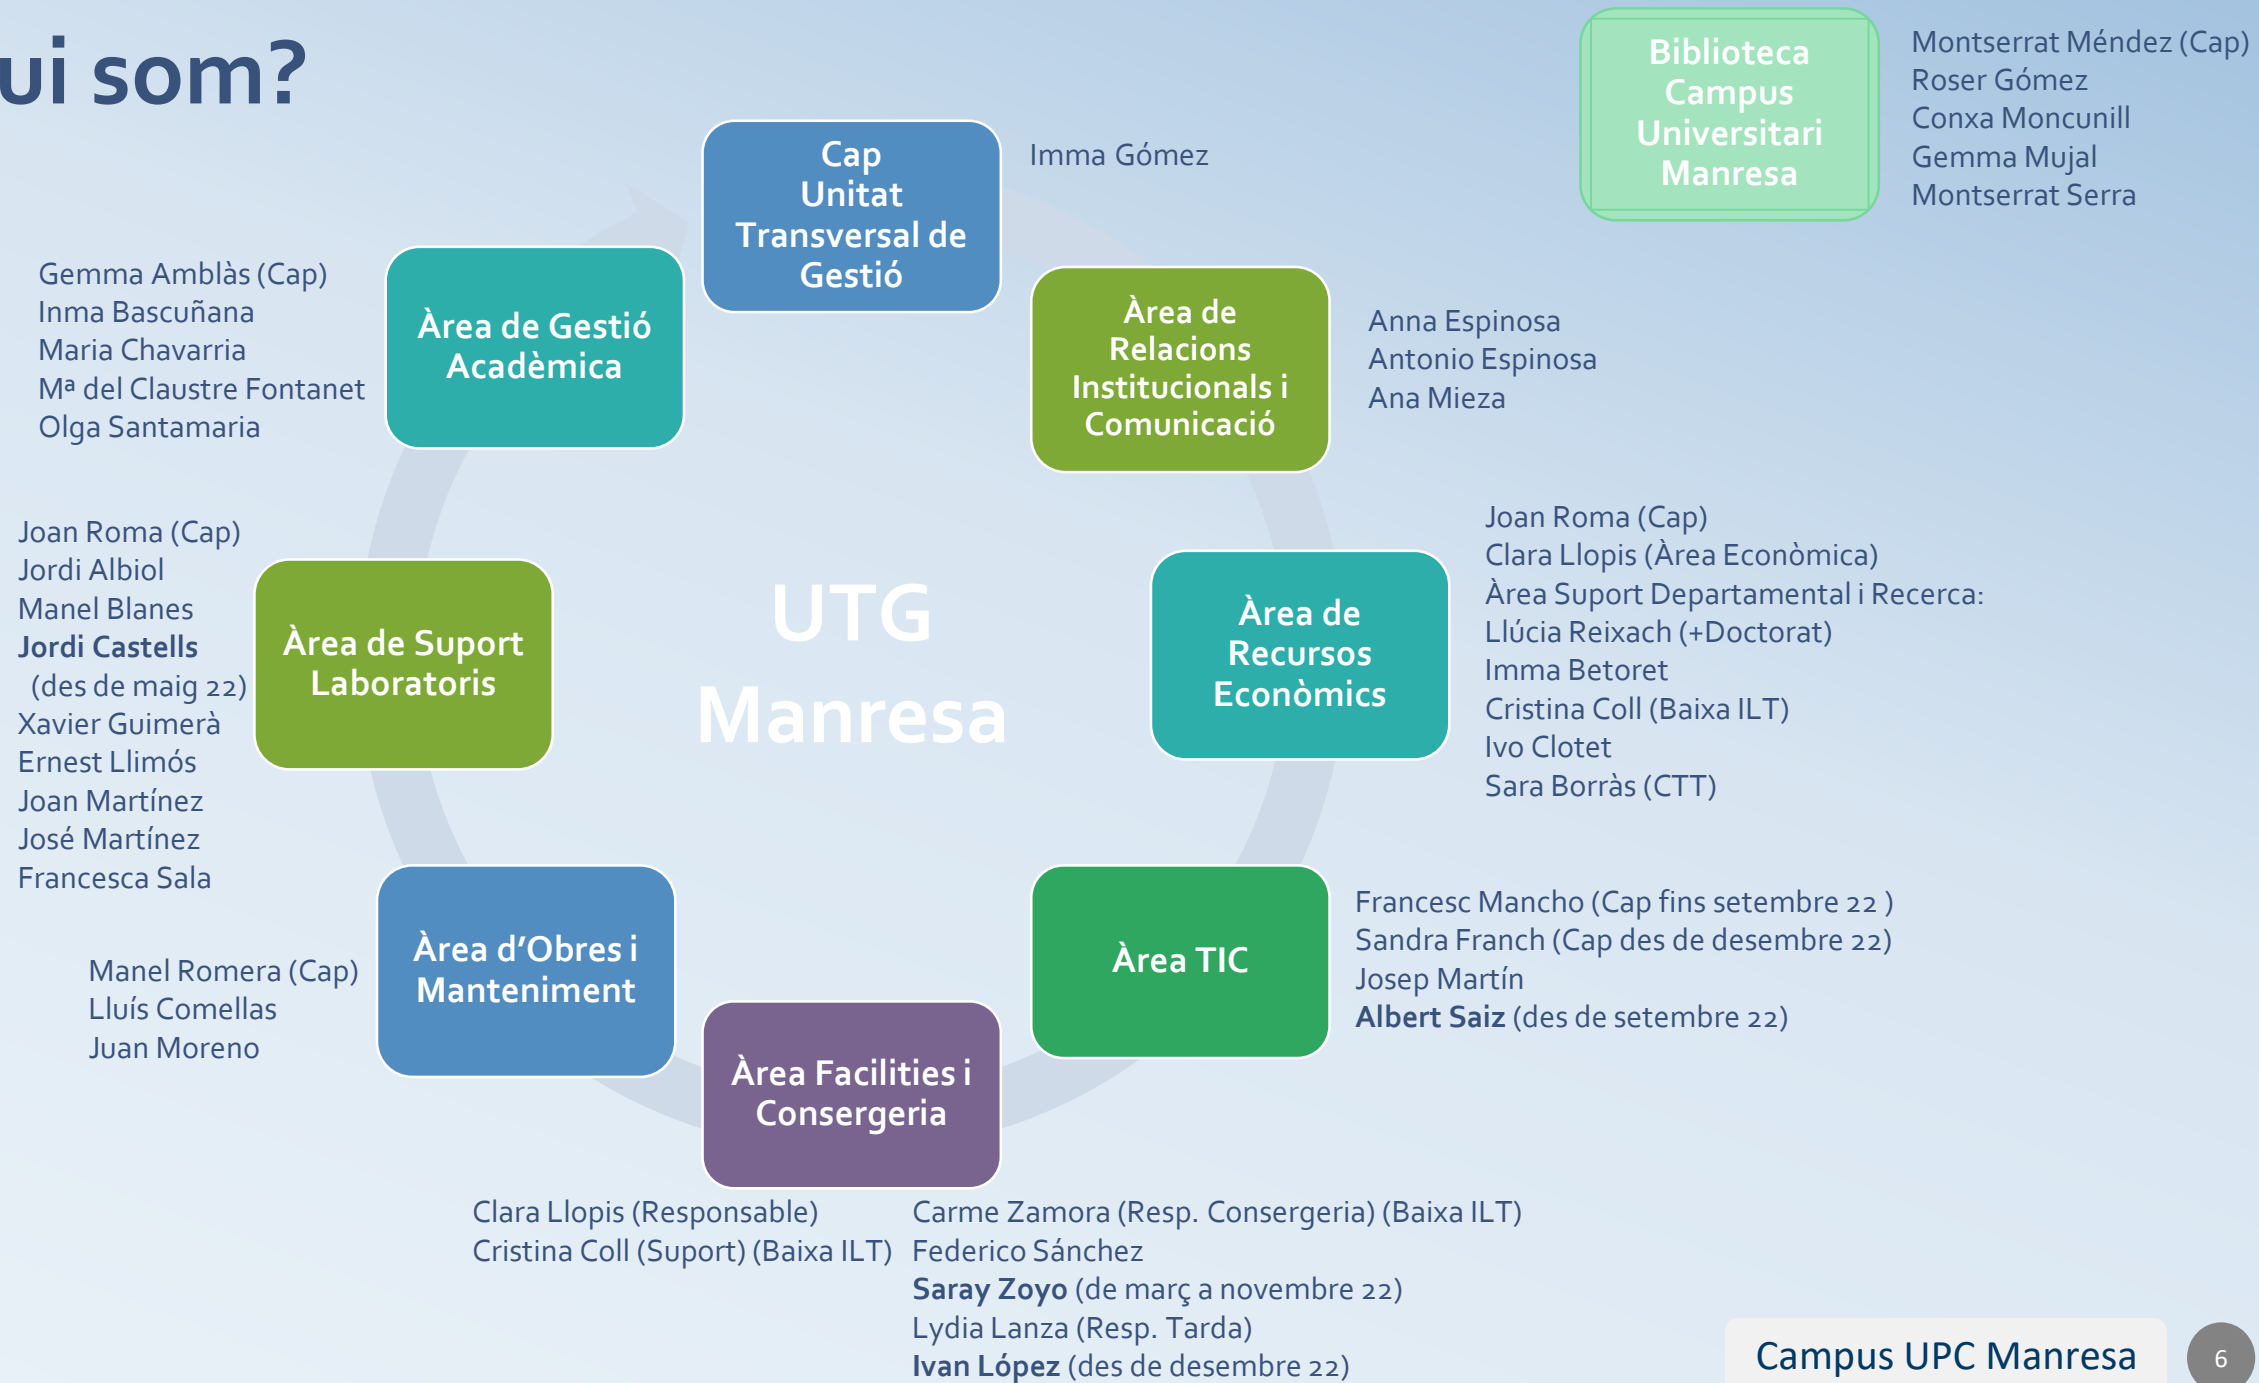 ui som?
Biblioteca
Campus
Universitari
Manresa
Montserrat Méndez (Cap)
Roser Gómez
Conxa Moncunill
Gemma Mujal
Montserrat Serra
Cap
Unitat
Transversal de
Gestió
Imma Gómez
Gemma Amblàs (Cap)
Inma Bascuñana
Maria Chavarria
Mª del Claustre Fontanet
Olga Santamaria
Àrea de Gestió
Acadèmica
Àrea de
Relacions
Institucionals i
Comunicació
Anna Espinosa
Antonio Espinosa
Ana Mieza
Joan Roma (Cap)
Jordi Albiol
Manel Blanes
Jordi Castells
(des de maig 22)
Xavier Guimerà
Ernest Llimós
Joan Martínez
José Martínez
Francesca Sala
Àrea de Suport
Laboratoris
UTG
Manresa
Àrea de
Recursos
Econòmics
Joan Roma (Cap)
Clara Llopis (Àrea Econòmica)
Àrea Suport Departamental i Recerca:
Llúcia Reixach (+Doctorat)
Imma Betoret
Cristina Coll (Baixa ILT)
Ivo Clotet
Sara Borràs (CTT)
Manel Romera (Cap)
Lluís Comellas
Juan Moreno
Àrea d’Obres i
Manteniment
Àrea TIC
Francesc Mancho (Cap fins setembre 22 )
Sandra Franch (Cap des de desembre 22)
Josep Martín
Albert Saiz (des de setembre 22)
Àrea Facilities i
Consergeria
Clara Llopis (Responsable)
Cristina Coll (Suport) (Baixa ILT)
Carme Zamora (Resp. Consergeria) (Baixa ILT)
Federico Sánchez
Saray Zoyo (de març a novembre 22)
Lydia Lanza (Resp. Tarda)
Ivan López (des de desembre 22)
Campus UPC Manresa
6